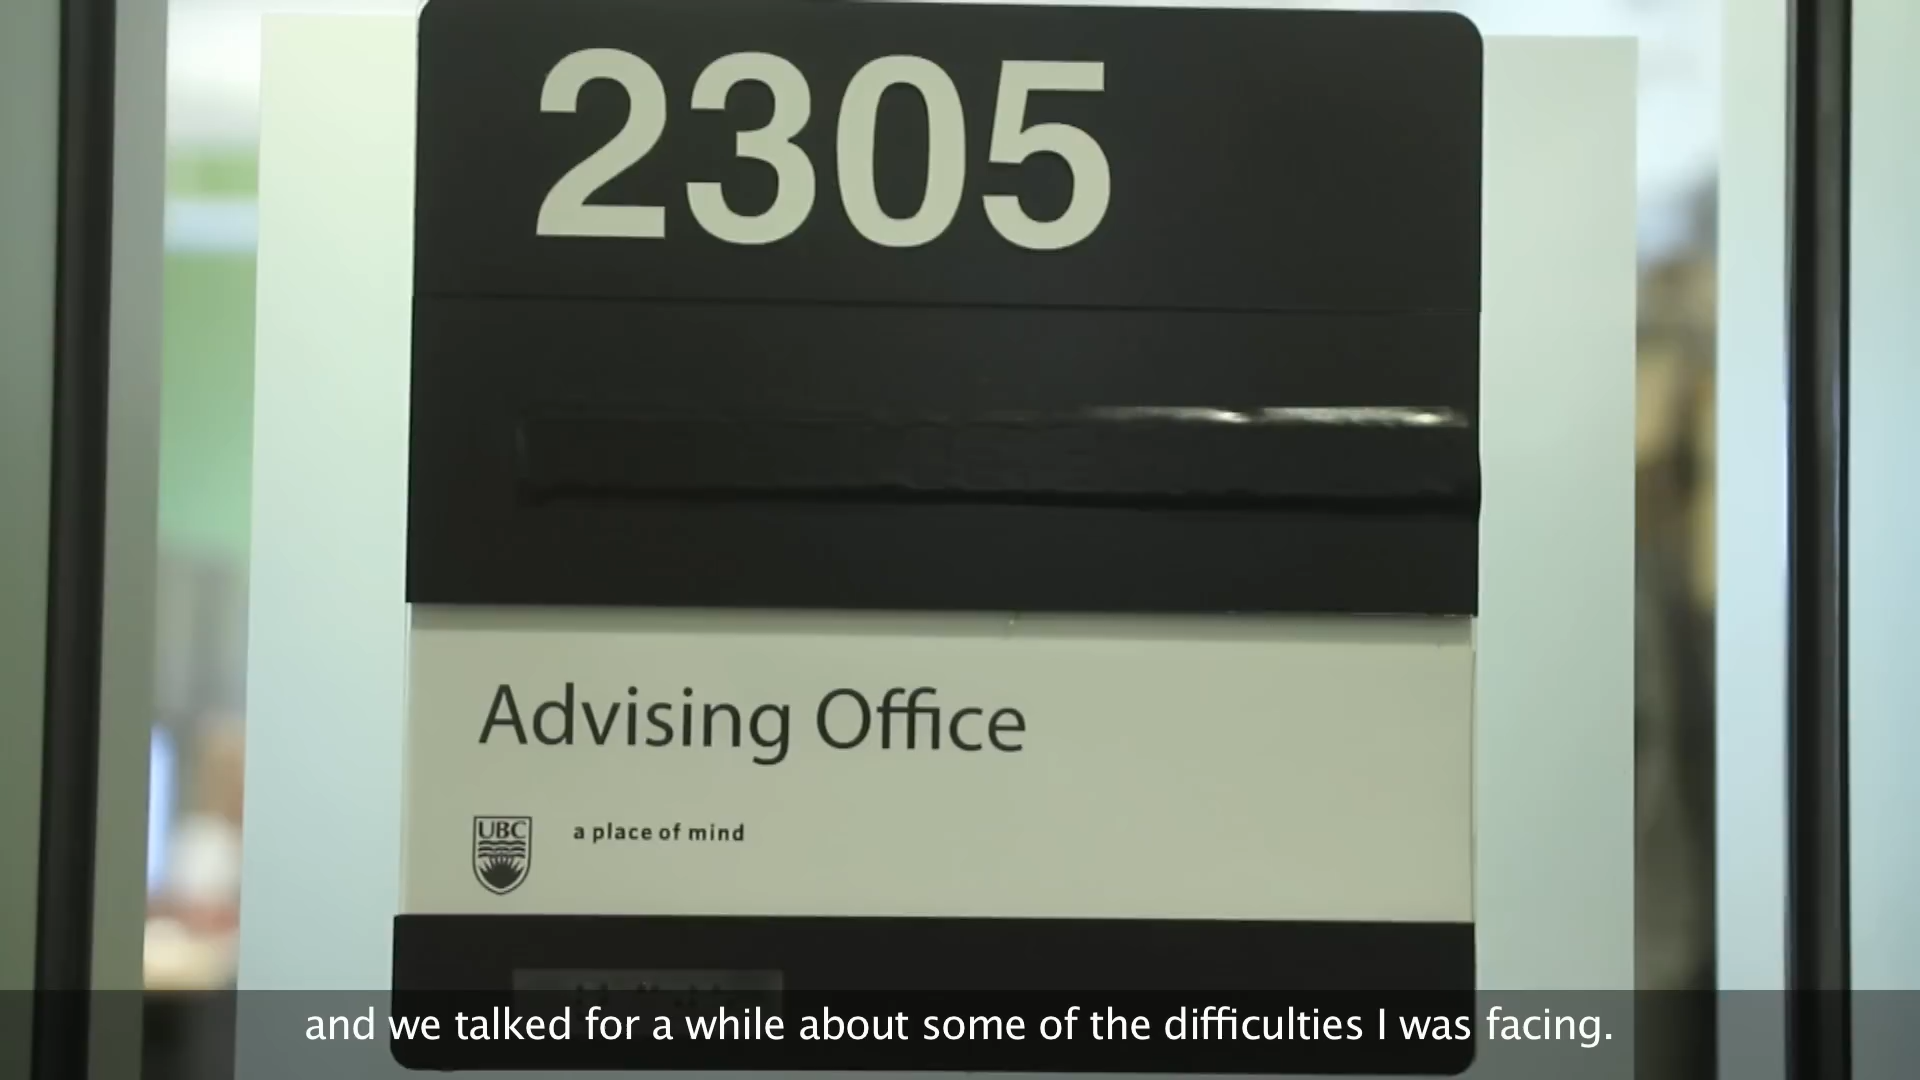 2305
Advising Office
UBC
a place of mind
and we talked for a while about some of the difficulties I was facing.